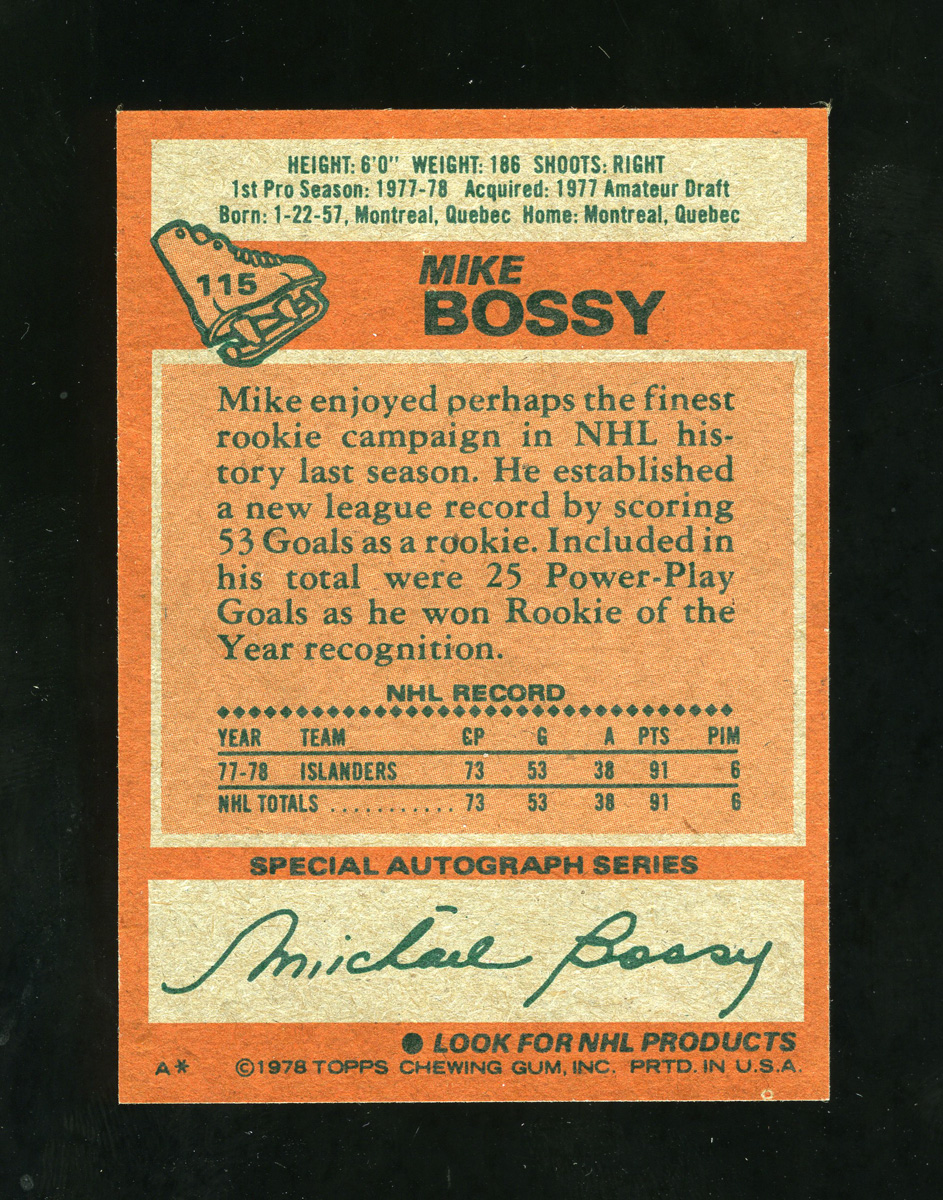 HEIGHT: 6'0" WEIGHT: 186 SHOOTS: RIGHT
1st Pro Season: 1977-78 Acquired: 1977 Amateur Draft
Born: 1-22-57, Montreal, Quebec Home: Montreal, Quebec
115
MIKE
BOSSY
Mike enjoyed perhaps the finest
rookie campaign in NHL his-
tory last season. He established
a new league record by scoring
53 Goals as a rookie. Included in
his total were 25 Power-Play
Goals as he won Rookie of the
Year recognition.
NHL RECORD
YEAR TEAM GP G A PTS PIM
77-78 ISLANDERS 73 53 38 91 6
NHL TOTALS ............ 73 53 38 91 6
SPECIAL AUTOGRAPH SERIES
Michael Bossy
● LOOK FOR NHL PRODUCTS
A* ©1978 TOPPS CHEWING GUM, INC. PRTD. IN U.S.A.